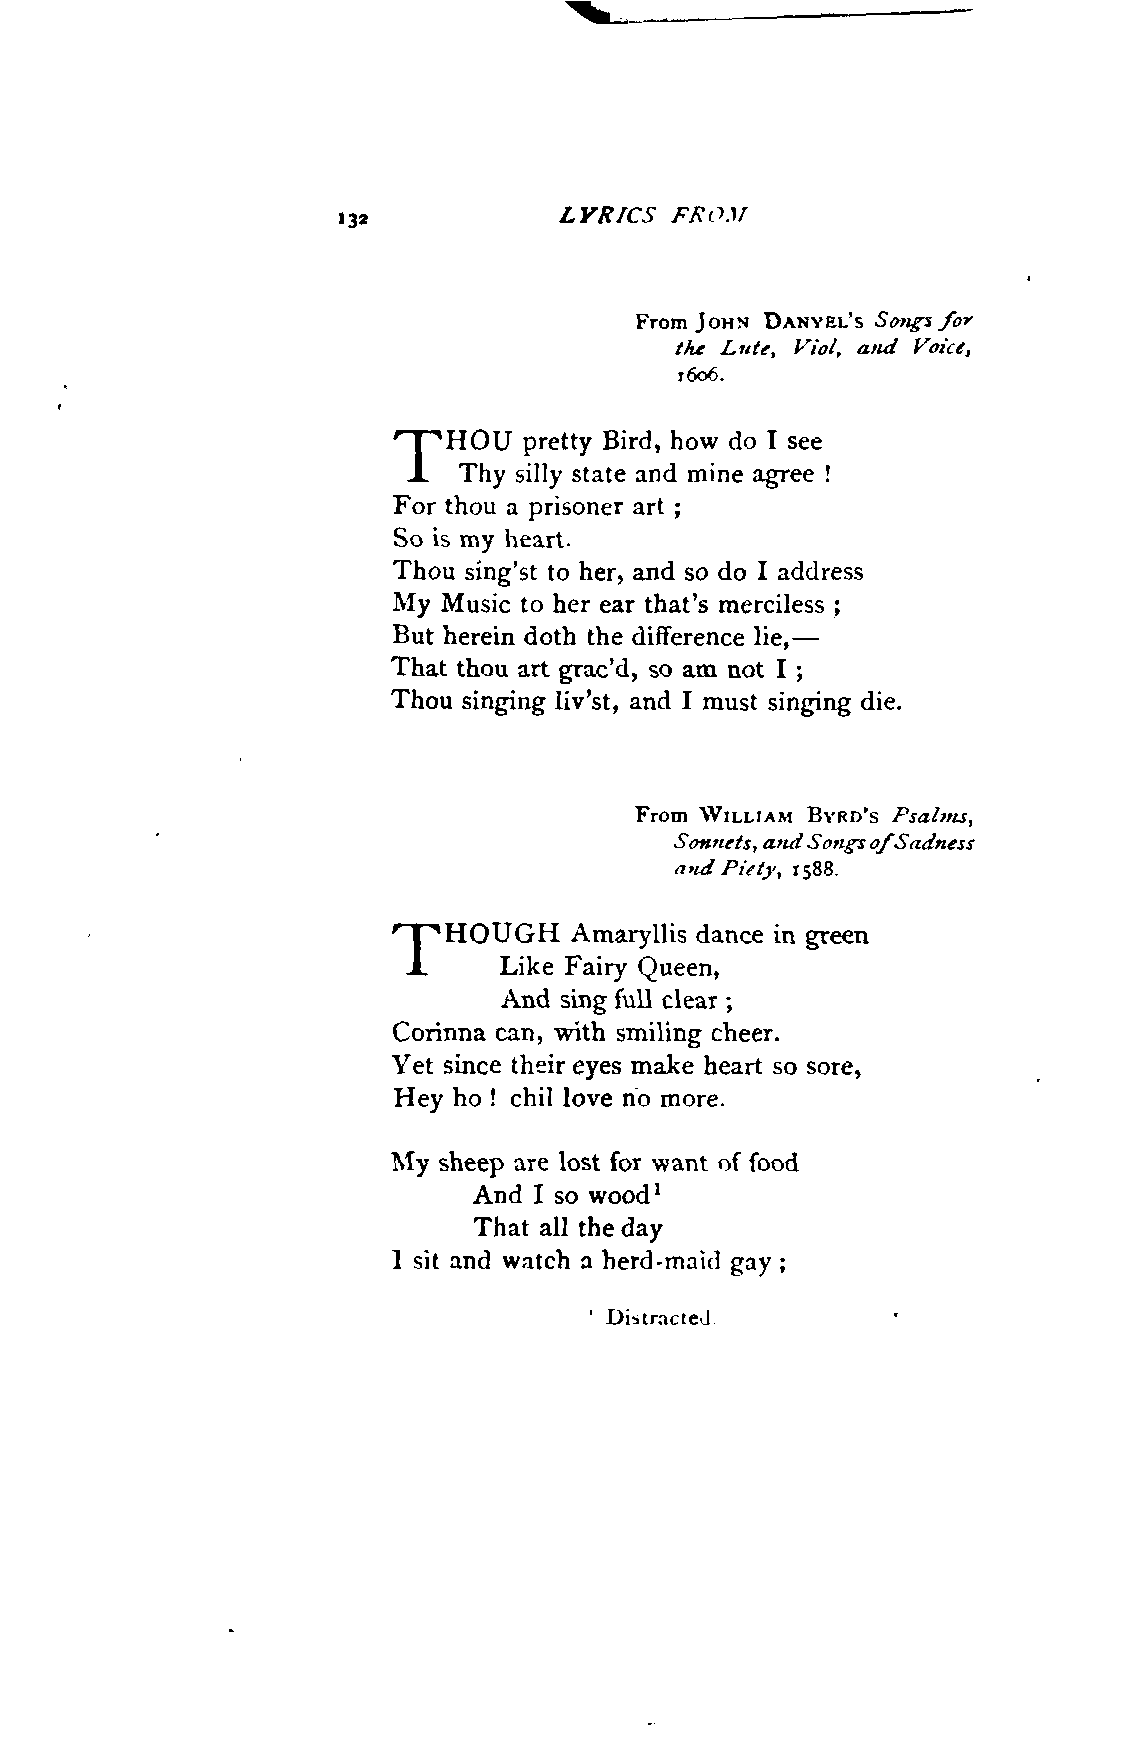 132 LYRICS FROM
From JOHN DANYEL'S Songs for
the Lute, Viol, and Voice,
1606.
THOU pretty Bird, how do I see
Thy silly state and mine agree !
For thou a prisoner art ;
So is my heart.
Thou sing'st to her, and so do I address
My Music to her ear that's merciless ;
But herein doth the difference lie,—
That thou art grac'd, so am not I ;
Thou singing liv'st, and I must singing die.
From WILLIAM BYRD'S Psalms,
Sonnets, and Songs of Sadness
and Piety, 1588.
THOUGH Amaryllis dance in green
Like Fairy Queen,
And sing full clear ;
Corinna can, with smiling cheer.
Yet since their eyes make heart so sore,
Hey ho ! chil love no more.
My sheep are lost for want of food
And I so wood¹
That all the day
I sit and watch a herd-maid gay ;
¹ Distracted.